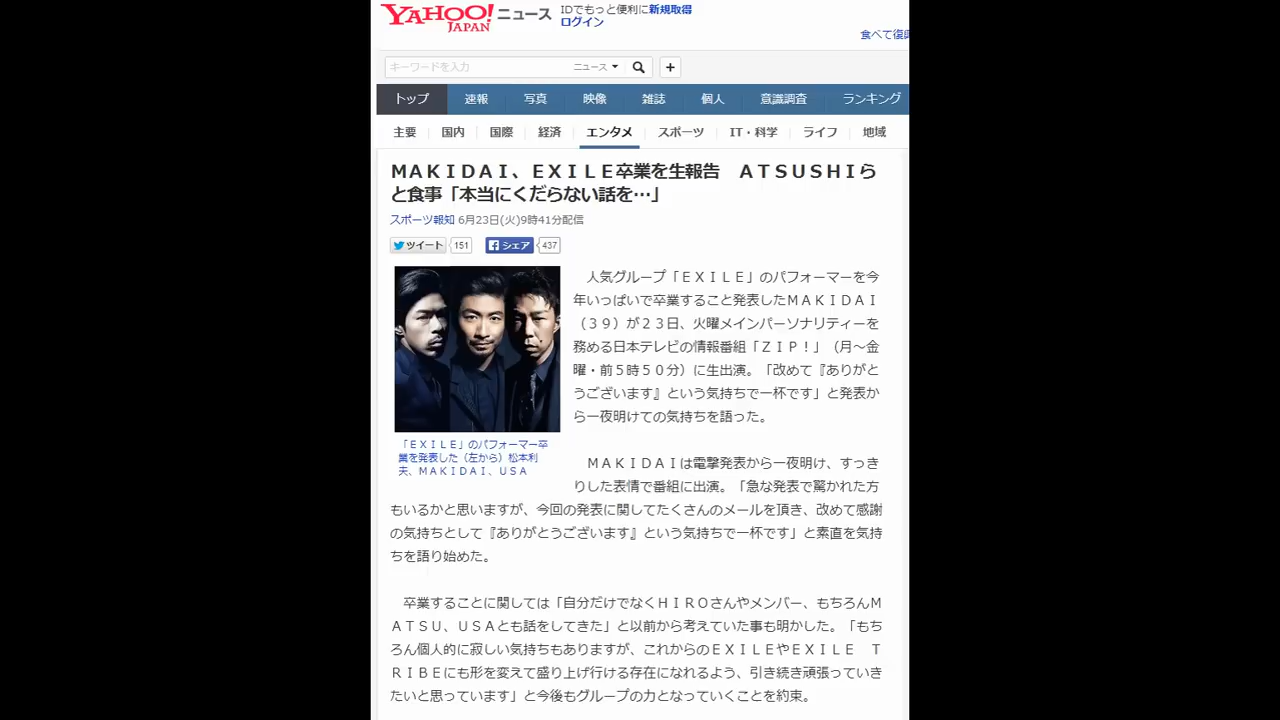 YAHOO! JAPAN ニュース
IDでもっと便利に新規取得
ログイン
食べて復興
キーワードを入力
ニュース
トップ 速報 写真 映像 雑誌 個人 意識調査 ランキング
主要 国内 国際 経済 エンタメ スポーツ IT・科学 ライフ 地域
ＭＡＫＩＤＡＩ、ＥＸＩＬＥ卒業を生報告　ＡＴＳＵＳＨＩら
と食事「本当にくだらない話を…」
スポーツ報知 6月23日(火)9時41分配信
ツイート 151 シェア 437
人気グループ「ＥＸＩＬＥ」のパフォーマーを今
年いっぱいで卒業すること発表したＭＡＫＩＤＡＩ
（３９）が２３日、火曜メインパーソナリティーを
務める日本テレビの情報番組「ＺＩＰ！」（月～金
曜・前５時５０分）に生出演。「改めて『ありがと
うございます』という気持ちで一杯です」と発表か
ら一夜明けての気持ちを語った。
「ＥＸＩＬＥ」のパフォーマー卒
業を発表した（左から）松本利
夫、ＭＡＫＩＤＡＩ、ＵＳＡ
ＭＡＫＩＤＡＩは電撃発表から一夜明け、すっき
りした表情で番組に出演。「急な発表で驚かれた方
もいるかと思いますが、今回の発表に関してたくさんのメールを頂き、改めて感謝
の気持ちとして『ありがとうございます』という気持ちで一杯です」と素直を気持
ちを語り始めた。
卒業することに関しては「自分だけでなくＨＩＲＯさんやメンバー、もちろんＭ
ＡＴＳＵ、ＵＳＡとも話をしてきた」と以前から考えていた事も明かした。「もち
ろん個人的に寂しい気持ちもありますが、これからのＥＸＩＬＥやＥＸＩＬＥ　Ｔ
ＲＩＢＥにも形を変えて盛り上げ行ける存在になれるよう、引き続き頑張っていき
たいと思っています」と今後もグループの力となっていくことを約束。